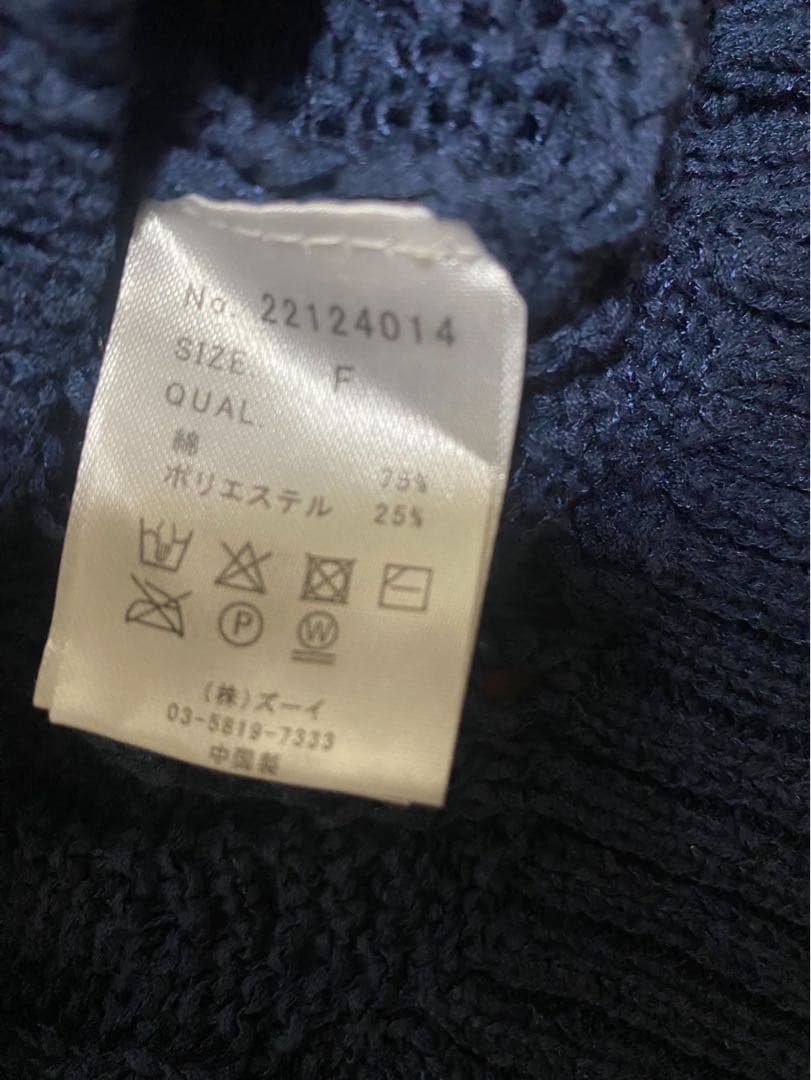 No. 22124014
SIZE. F
QUAL.
綿 75%
ポリエステル 25%
P W
(株)ズーイ
03-5819-7333
中国製